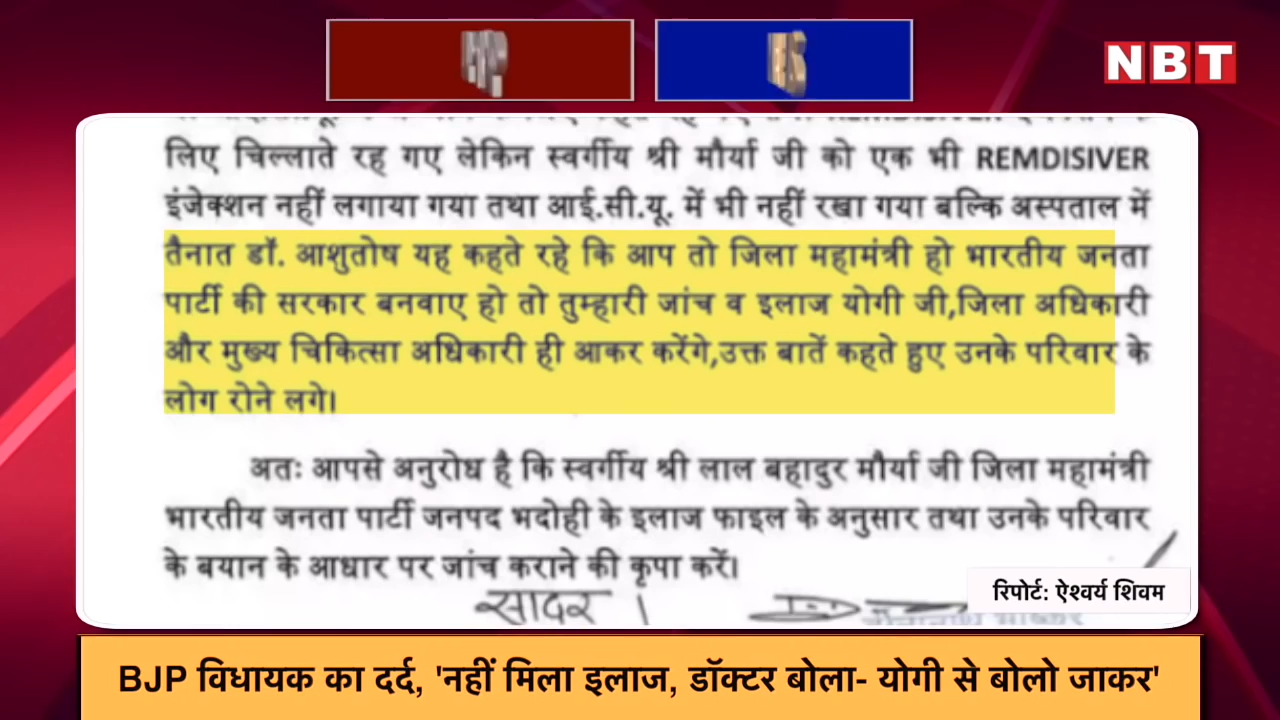 NBT
लिए चिल्लाते रह गए लेकिन स्वर्गीय श्री मौर्या जी को एक भी REMDISIVER
इंजेक्शन नहीं लगाया गया तथा आई.सी.यू. में भी नहीं रखा गया बल्कि अस्पताल में
तैनात डॉ. आशुतोष यह कहते रहे कि आप तो जिला महामंत्री हो भारतीय जनता
पार्टी की सरकार बनवाए हो तो तुम्हारी जांच व इलाज योगी जी,जिला अधिकारी
और मुख्य चिकित्सा अधिकारी ही आकर करेंगे,उक्त बातें कहते हुए उनके परिवार के
लोग रोने लगे।
अतः आपसे अनुरोध है कि स्वर्गीय श्री लाल बहादुर मौर्या जी जिला महामंत्री
भारतीय जनता पार्टी जनपद भदोही के इलाज फाइल के अनुसार तथा उनके परिवार
के बयान के आधार पर जांच कराने की कृपा करें।
सादर ।
रिपोर्ट: ऐश्वर्य शिवम
BJP विधायक का दर्द, 'नहीं मिला इलाज, डॉक्टर बोला- योगी से बोलो जाकर'